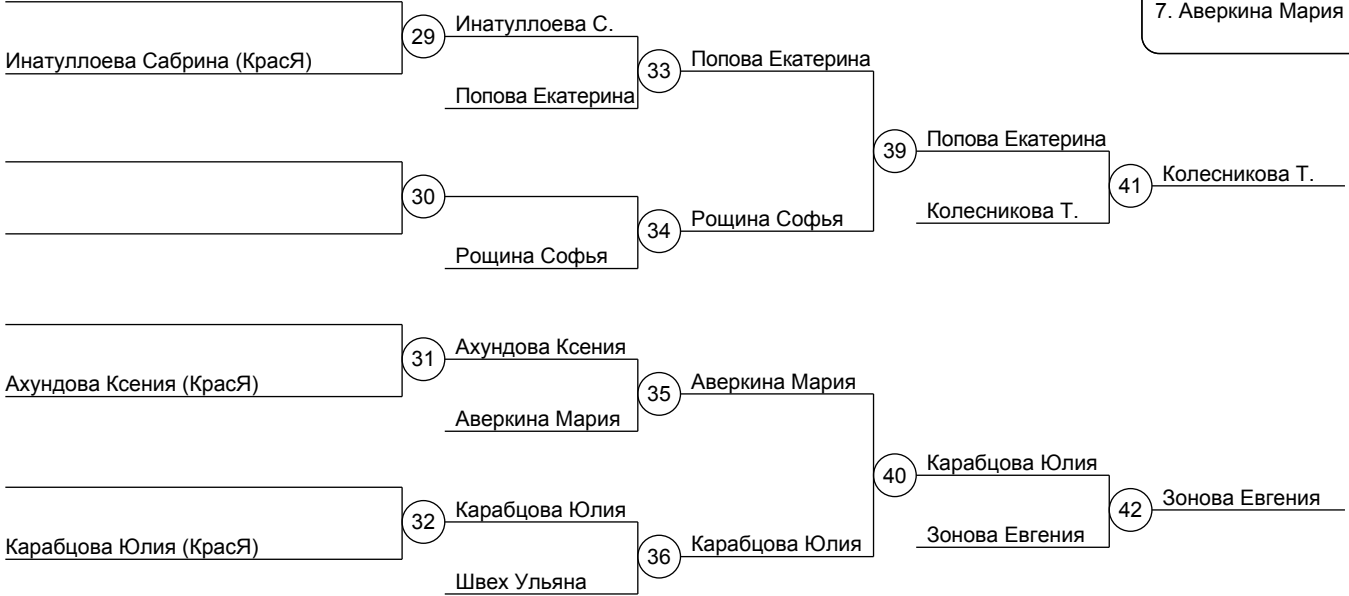 7. Аверкина Мария
29
Инатуллоева С.
Инатуллоева Сабрина (КрасЯ)
33
Попова Екатерина
Попова Екатерина
39
Попова Екатерина
41
Колесникова Т.
30
Колесникова Т.
34
Рощина Софья
Рощина Софья
31
Ахундова Ксения
Ахундова Ксения (КрасЯ)
35
Аверкина Мария
Аверкина Мария
40
Карабцова Юлия
42
Зонова Евгения
32
Карабцова Юлия
Зонова Евгения
Карабцова Юлия (КрасЯ)
36
Карабцова Юлия
Швех Ульяна